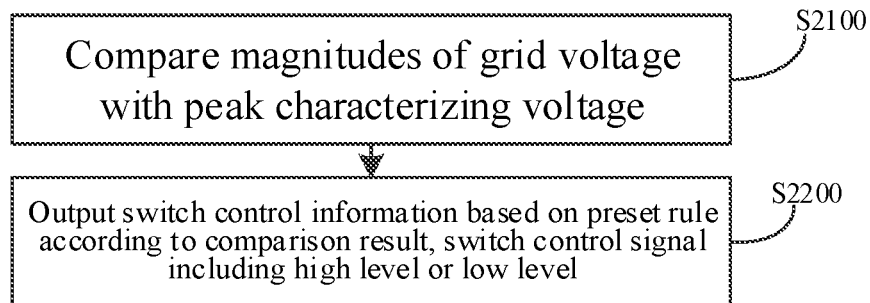 S2100
Compare magnitudes of grid voltage
with peak characterizing voltage
S2200
Output switch control information based on preset rule
according to comparison result, switch control signal
including high level or low level